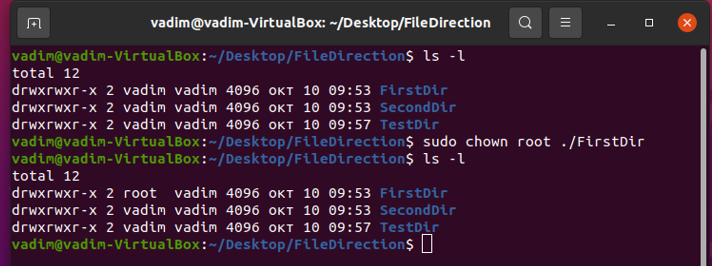 vadim@vadim-VirtualBox: ~/Desktop/FileDirection
vadim@vadim-VirtualBox:~/Desktop/FileDirection$ ls -l
total 12
drwxrwxr-x 2 vadim vadim 4096 окт 10 09:53 FirstDir
drwxrwxr-x 2 vadim vadim 4096 окт 10 09:53 SecondDir
drwxrwxr-x 2 vadim vadim 4096 окт 10 09:57 TestDir
vadim@vadim-VirtualBox:~/Desktop/FileDirection$ sudo chown root ./FirstDir
vadim@vadim-VirtualBox:~/Desktop/FileDirection$ ls -l
total 12
drwxrwxr-x 2 root  vadim 4096 окт 10 09:53 FirstDir
drwxrwxr-x 2 vadim vadim 4096 окт 10 09:53 SecondDir
drwxrwxr-x 2 vadim vadim 4096 окт 10 09:57 TestDir
vadim@vadim-VirtualBox:~/Desktop/FileDirection$